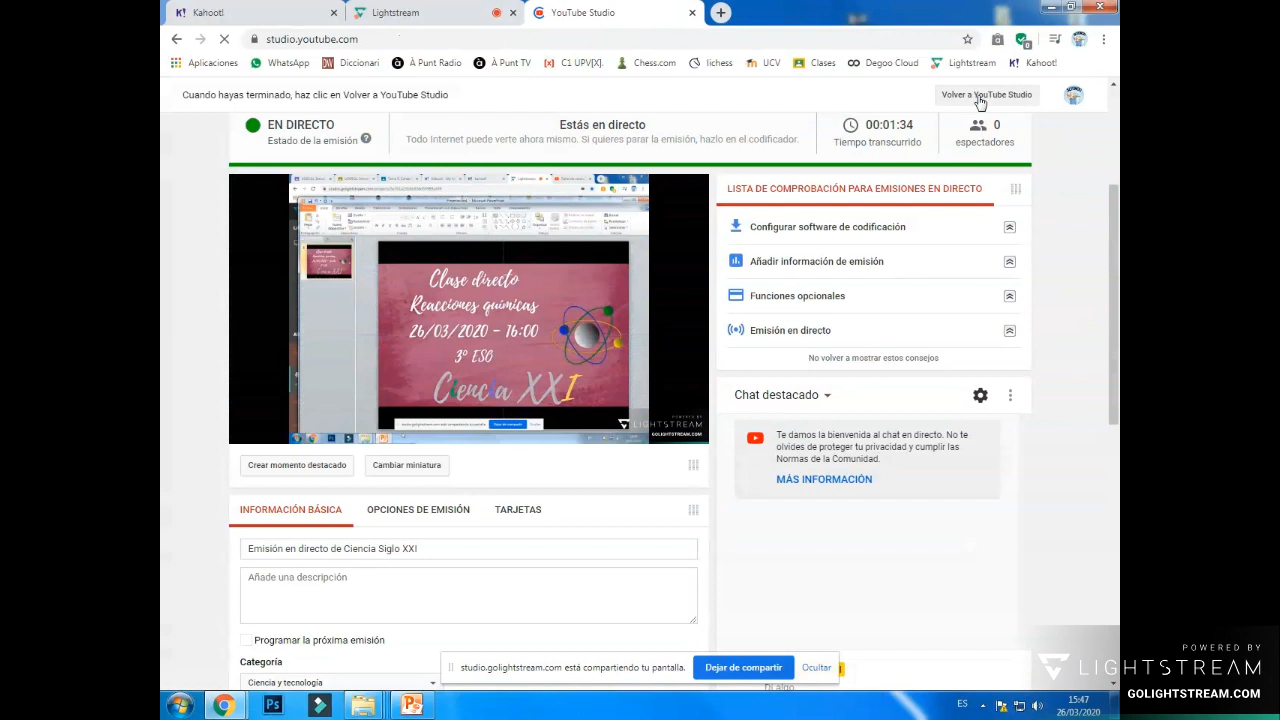 Kahoot!
Lightstream
YouTube Studio
studio.youtube.com
Aplicaciones
WhatsApp
Diccionari
À Punt Radio
À Punt TV
C1 UPV[X].
Chess.com
lichess
UCV
Clases
Degoo Cloud
Lightstream
Kahoot!
Cuando hayas terminado, haz clic en Volver a YouTube Studio
Volver a YouTube Studio
EN DIRECTO
Estado de la emisión
Estás en directo
Todo Internet puede verte ahora mismo. Si quieres parar la emisión, hazlo en el codificador.
00:01:34
Tiempo transcurrido
0
espectadores
Clase directo
Reacciones químicas
26/03/2020 - 16:00
3º ESO
Ciencia XXI
POWERED BY
LIGHTSTREAM
GOLIGHTSTREAM.COM
LISTA DE COMPROBACIÓN PARA EMISIONES EN DIRECTO
Configurar software de codificación
Añadir información de emisión
Funciones opcionales
Emisión en directo
No volver a mostrar estos consejos
Chat destacado
Te damos la bienvenida al chat en directo. No te
olvides de proteger tu privacidad y cumplir las
Normas de la Comunidad.
MÁS INFORMACIÓN
Crear momento destacado
Cambiar miniatura
INFORMACIÓN BÁSICA
OPCIONES DE EMISIÓN
TARJETAS
Emisión en directo de Ciencia Siglo XXI
Añade una descripción
Programar la próxima emisión
Categoría
Ciencia y tecnología
studio.golightstream.com está compartiendo tu pantalla.
Dejar de compartir
Ocultar
Di algo
POWERED BY
LIGHTSTREAM
GOLIGHTSTREAM.COM
ES
15:47
26/03/2020